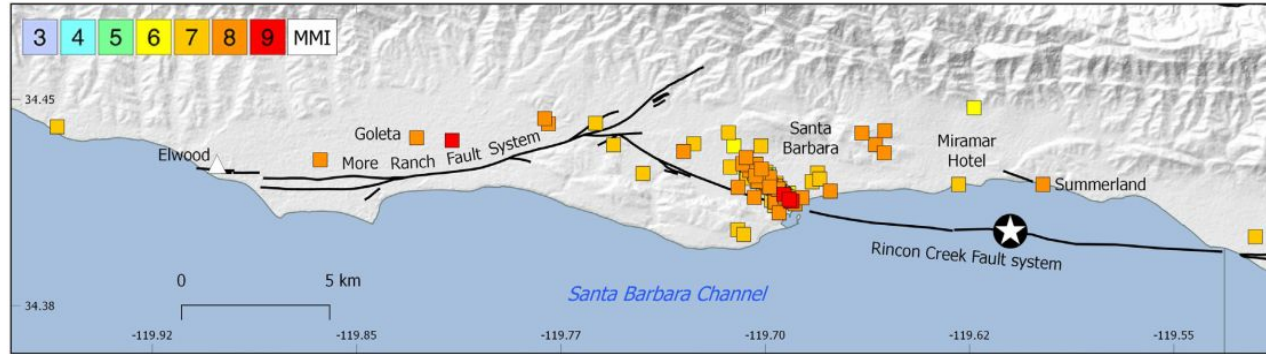 3 4 5 6 7 8 9 MMI
34.45
Goleta
Santa
Barbara
Miramar
Hotel
Elwood
More Ranch Fault System
Summerland
Rincon Creek Fault system
0 5 km
Santa Barbara Channel
34.38
-119.92 -119.85 -119.77 -119.70 -119.62 -119.55